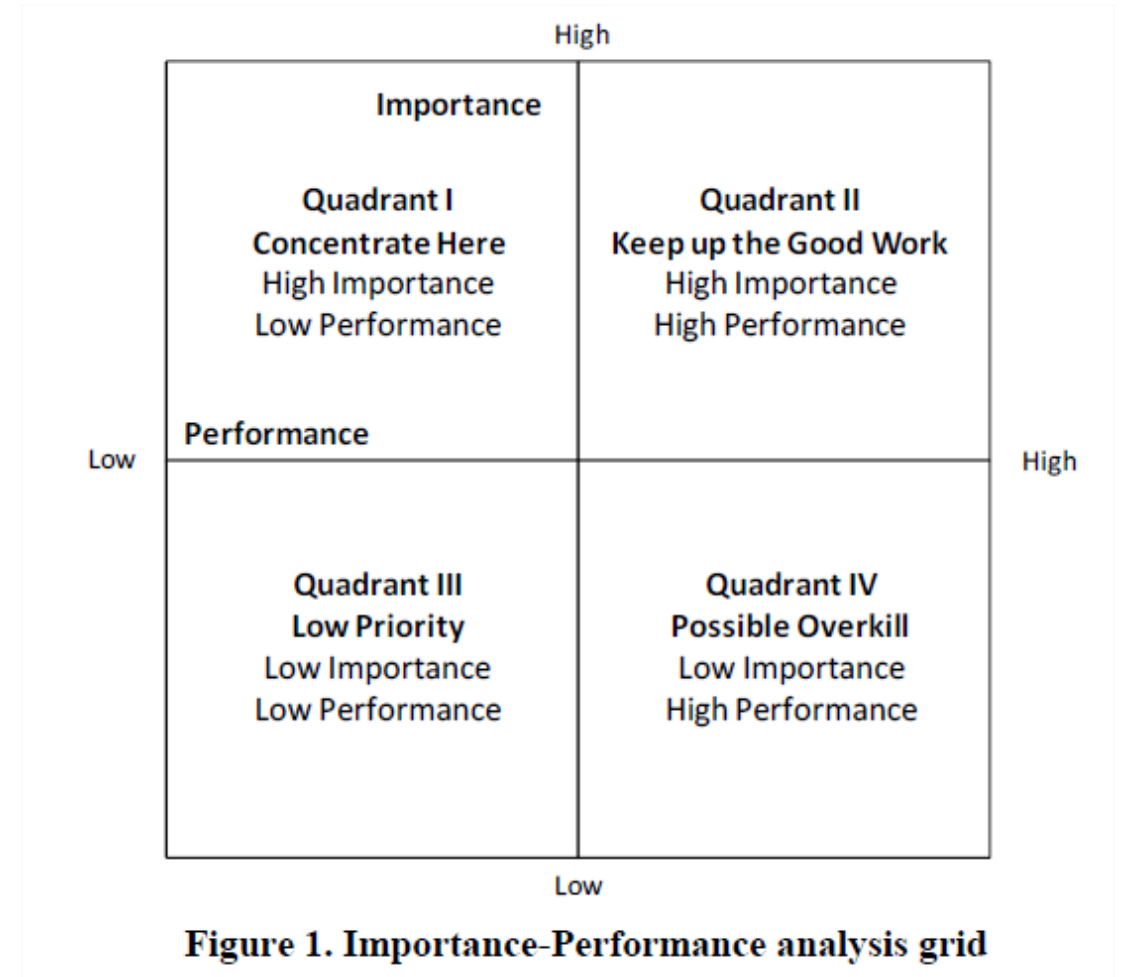 High
Importance
Quadrant I
Concentrate Here
High Importance
Low Performance
Quadrant II
Keep up the Good Work
High Importance
High Performance
Performance
Low
High
Quadrant III
Low Priority
Low Importance
Low Performance
Quadrant IV
Possible Overkill
Low Importance
High Performance
Low
Figure 1. Importance-Performance analysis grid